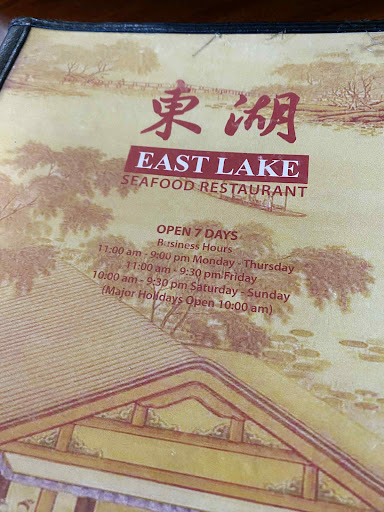 東湖
EAST LAKE
SEAFOOD RESTAURANT
OPEN 7 DAYS
Business Hours
11:00 am - 9:00 pm Monday - Thursday
11:00 am - 9:30 pm Friday
10:00 am - 9:30 pm Saturday - Sunday
(Major Holidays Open 10:00 am)